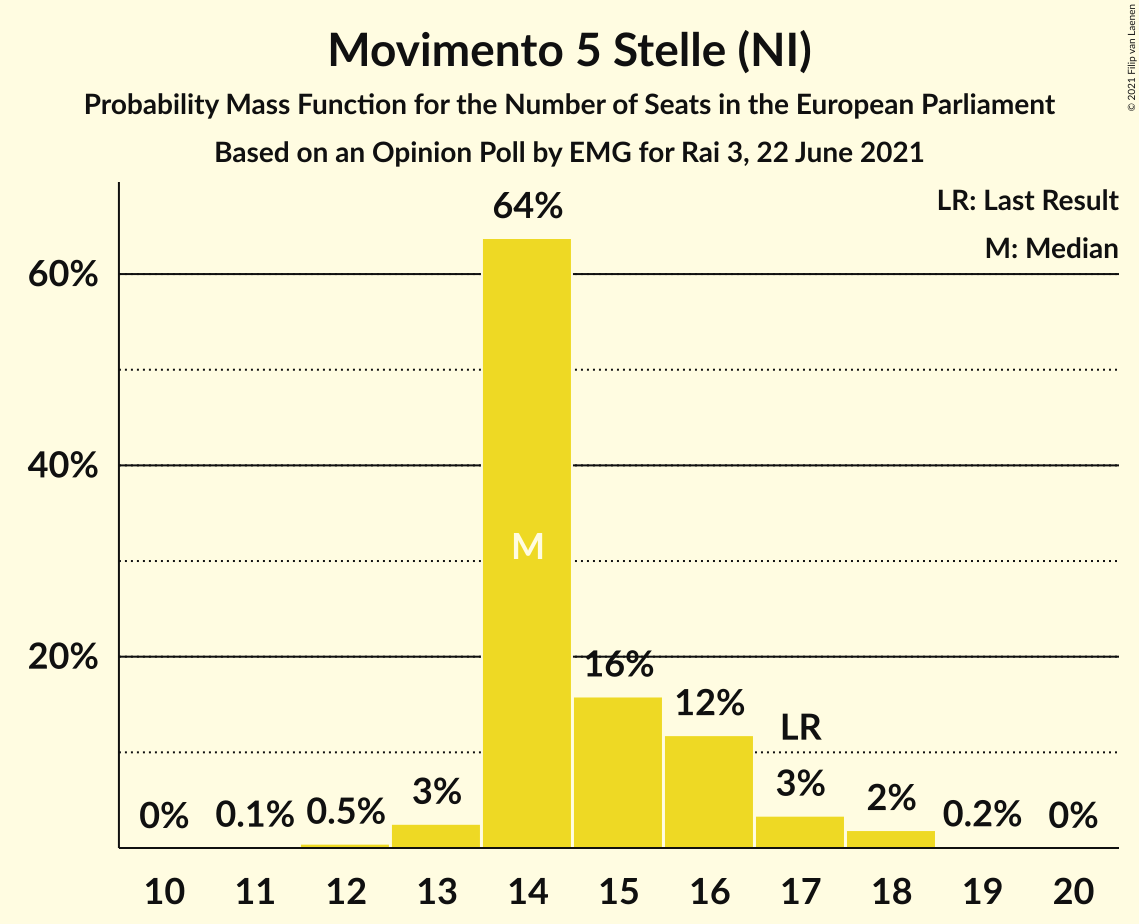 Movimento 5 Stelle (NI)
Probability Mass Function for the Number of Seats in the European Parliament
Based on an Opinion Poll by EMG for Rai 3, 22 June 2021
© 2021 Filip van Laenen
LR: Last Result
M: Median
64%
60%
40%
M
20%
16%
12%
LR
3%
3%
2%
0%
0.1%
0.5%
0.2%
0%
10 11 12 13 14 15 16 17 18 19 20